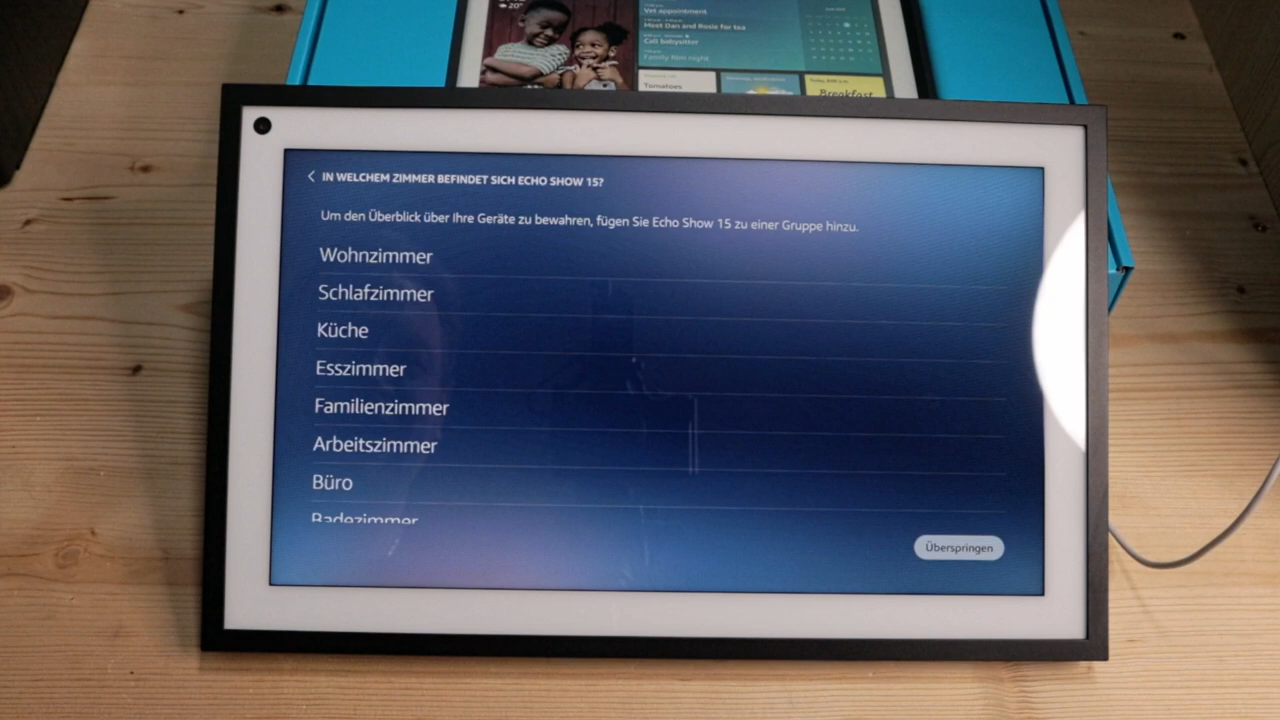 20°
Vet appointment
Meet Dan and Rosie for tea
Call babysitter
Family film night
Tomatoes
Breakfast
IN WELCHEM ZIMMER BEFINDET SICH ECHO SHOW 15?
Um den Überblick über Ihre Geräte zu bewahren, fügen Sie Echo Show 15 zu einer Gruppe hinzu.
Wohnzimmer
Schlafzimmer
Küche
Esszimmer
Familienzimmer
Arbeitszimmer
Büro
Badezimmer
Überspringen